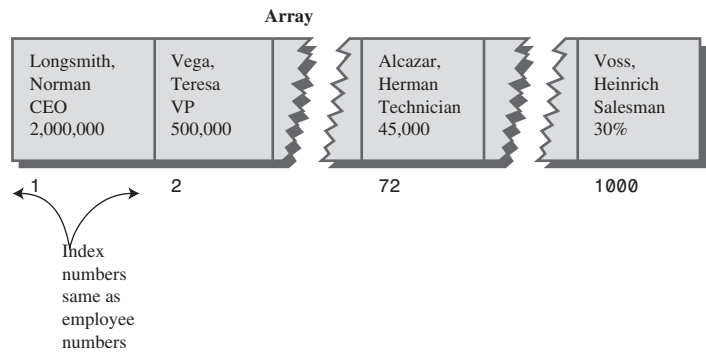 Array
Longsmith,
Norman
CEO
2,000,000
Vega,
Teresa
VP
500,000
Alcazar,
Herman
Technician
45,000
Voss,
Heinrich
Salesman
30%
1
2
72
1000
Index
numbers
same as
employee
numbers